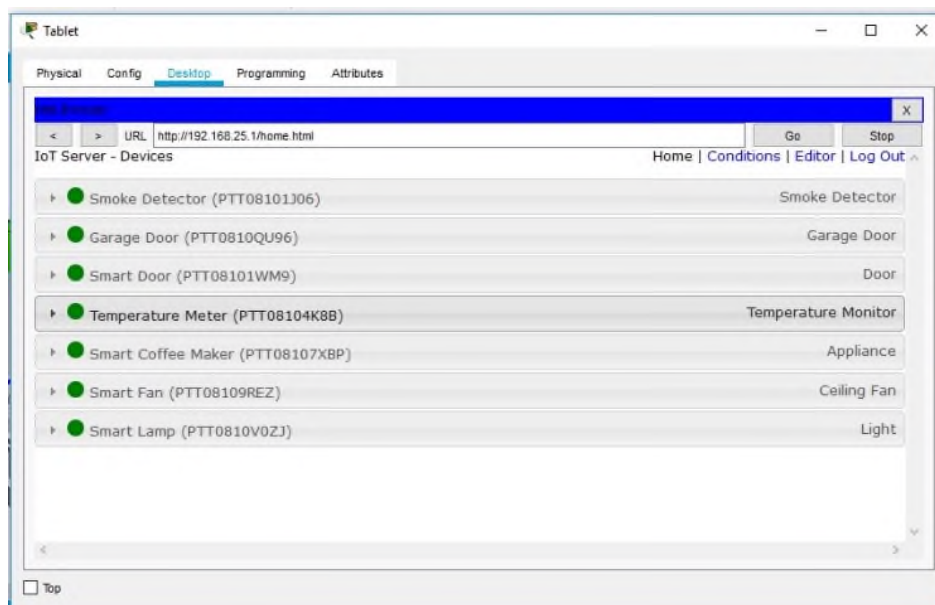 Tablet
Physical Config Desktop Programming Attributes
X
< > URL http://192.168.25.1/home.html Go Stop
IoT Server - Devices Home | Conditions | Editor | Log Out
Smoke Detector (PTT08101J06) Smoke Detector
Garage Door (PTT0810QU96) Garage Door
Smart Door (PTT08101WM9) Door
Temperature Meter (PTT08104K8B) Temperature Monitor
Smart Coffee Maker (PTT08107XBP) Appliance
Smart Fan (PTT08109REZ) Ceiling Fan
Smart Lamp (PTT0810V0ZJ) Light
Top